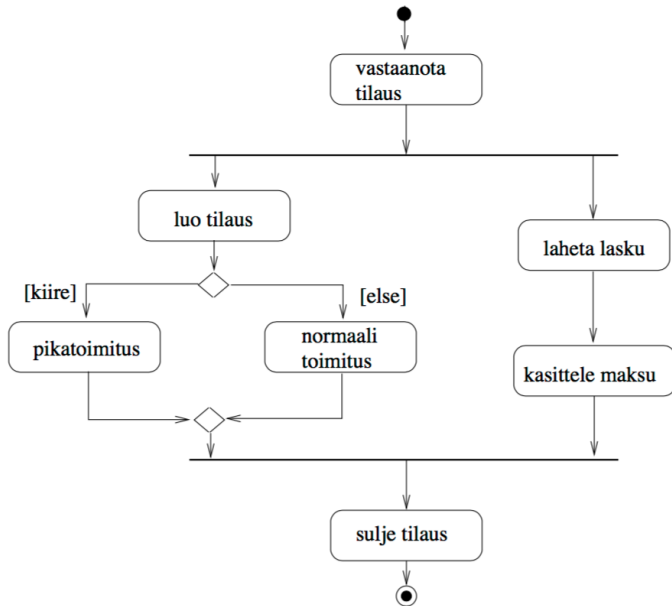 vastaanota
tilaus
luo tilaus
laheta lasku
[kiire]
[else]
pikatoimitus
normaali
toimitus
kasittele maksu
sulje tilaus